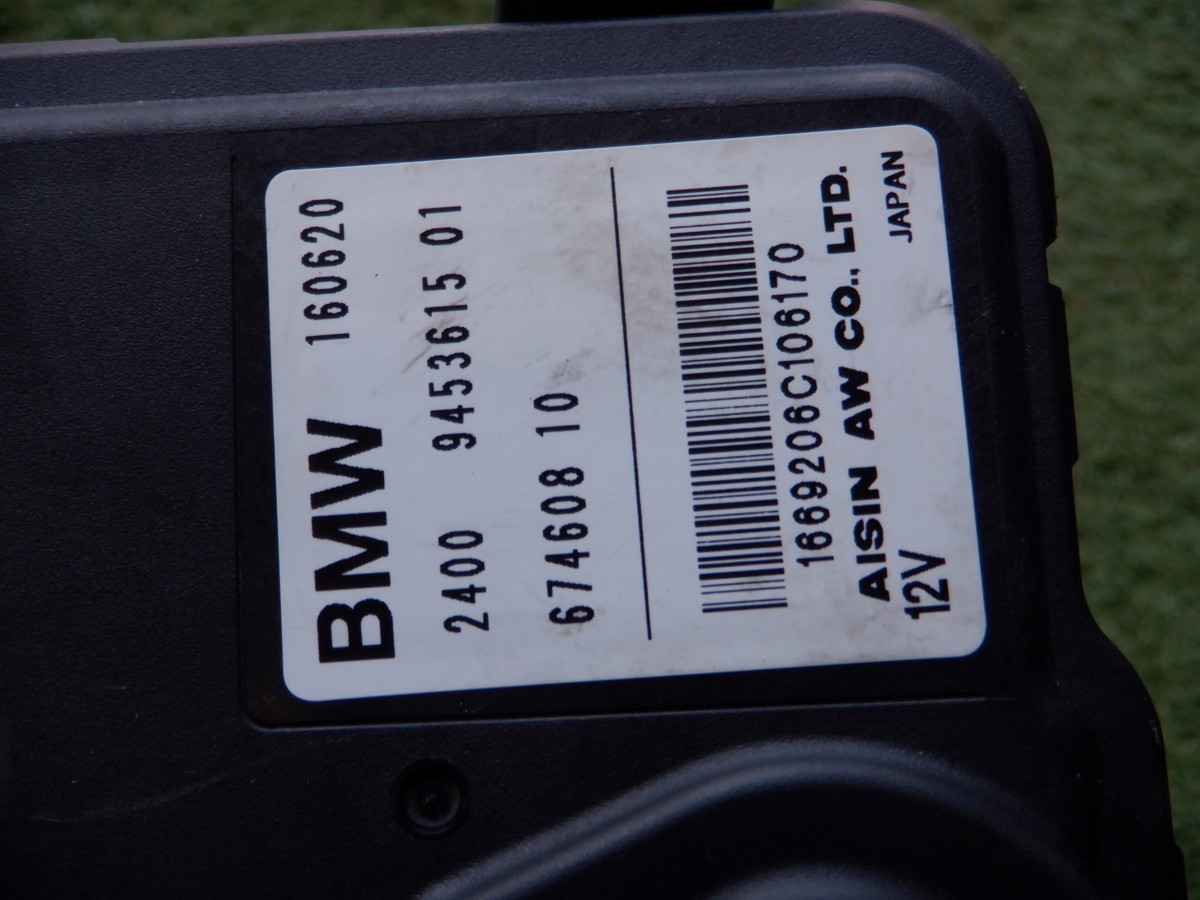 BMW 160620
2400 9453615 01
674608 10
1669206C106170
AISIN AW CO., LTD.
12V JAPAN